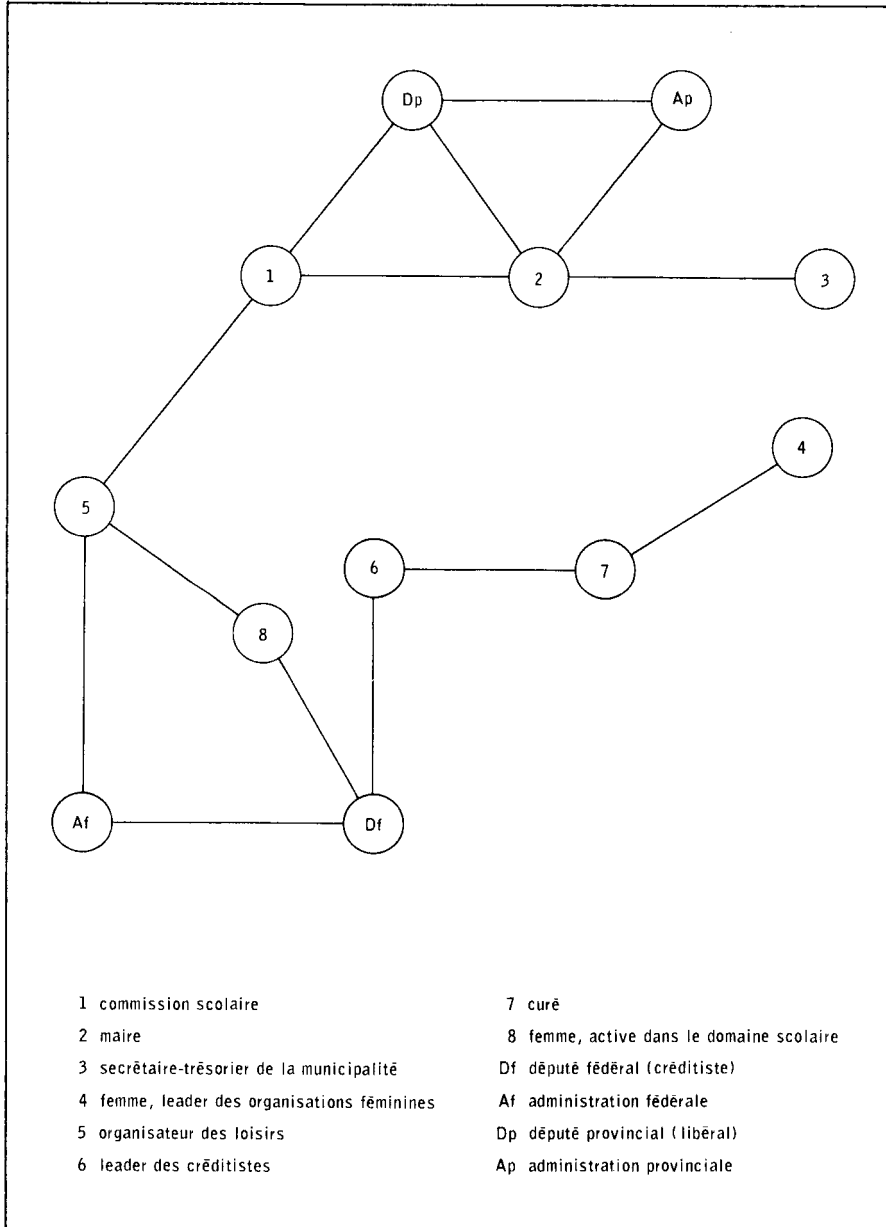 Dp
Ap
1
2
3
4
5
6
7
8
Af
Df
1 commission scolaire
2 maire
3 secrétaire-trésorier de la municipalité
4 femme, leader des organisations féminines
5 organisateur des loisirs
6 leader des créditistes
7 curé
8 femme, active dans le domaine scolaire
Df député fédéral (créditiste)
Af administration fédérale
Dp député provincial (libéral)
Ap administration provinciale